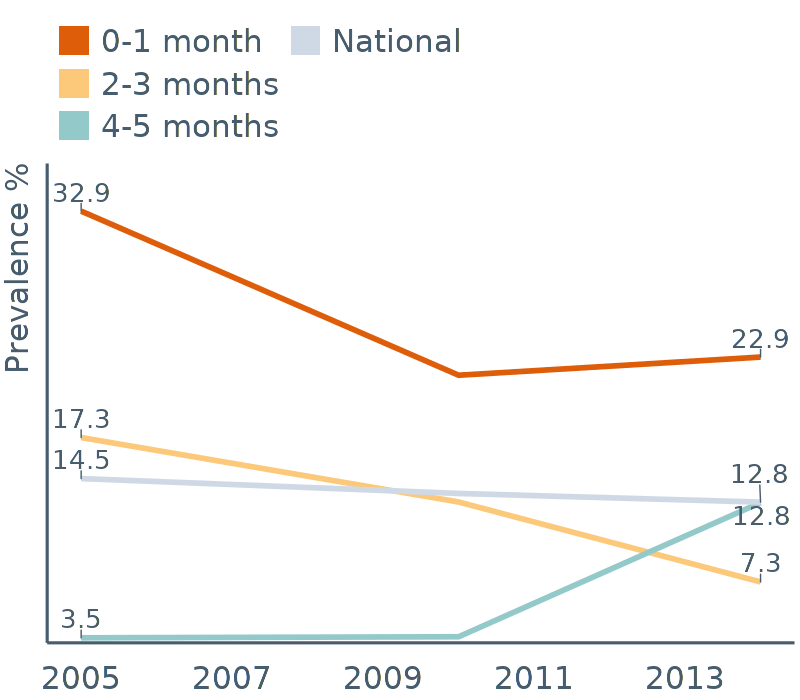 0-1 month
National
2-3 months
4-5 months
Prevalence %
32.9
22.9
17.3
14.5
12.8
12.8
7.3
3.5
2005 2007 2009 2011 2013